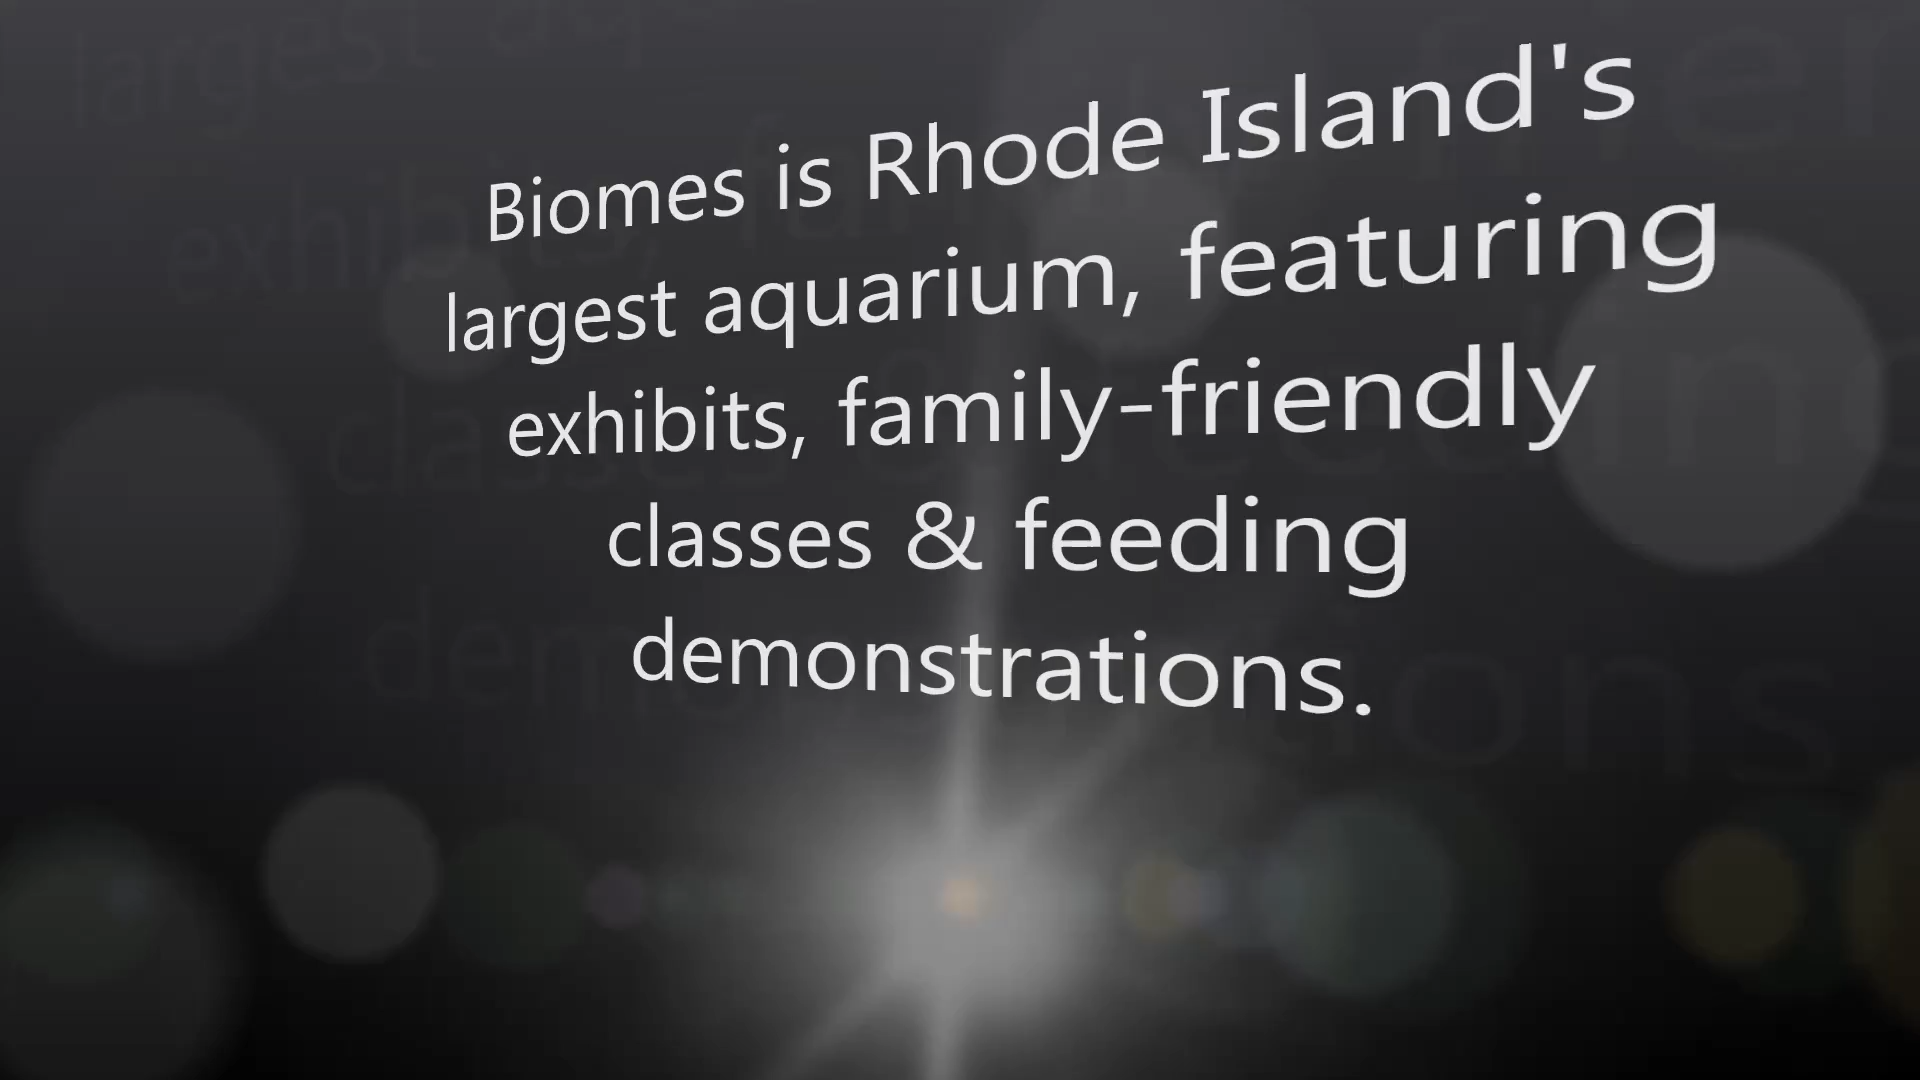 Biomes is Rhode Island's
largest aquarium, featuring
exhibits, family-friendly
classes & feeding
demonstrations.